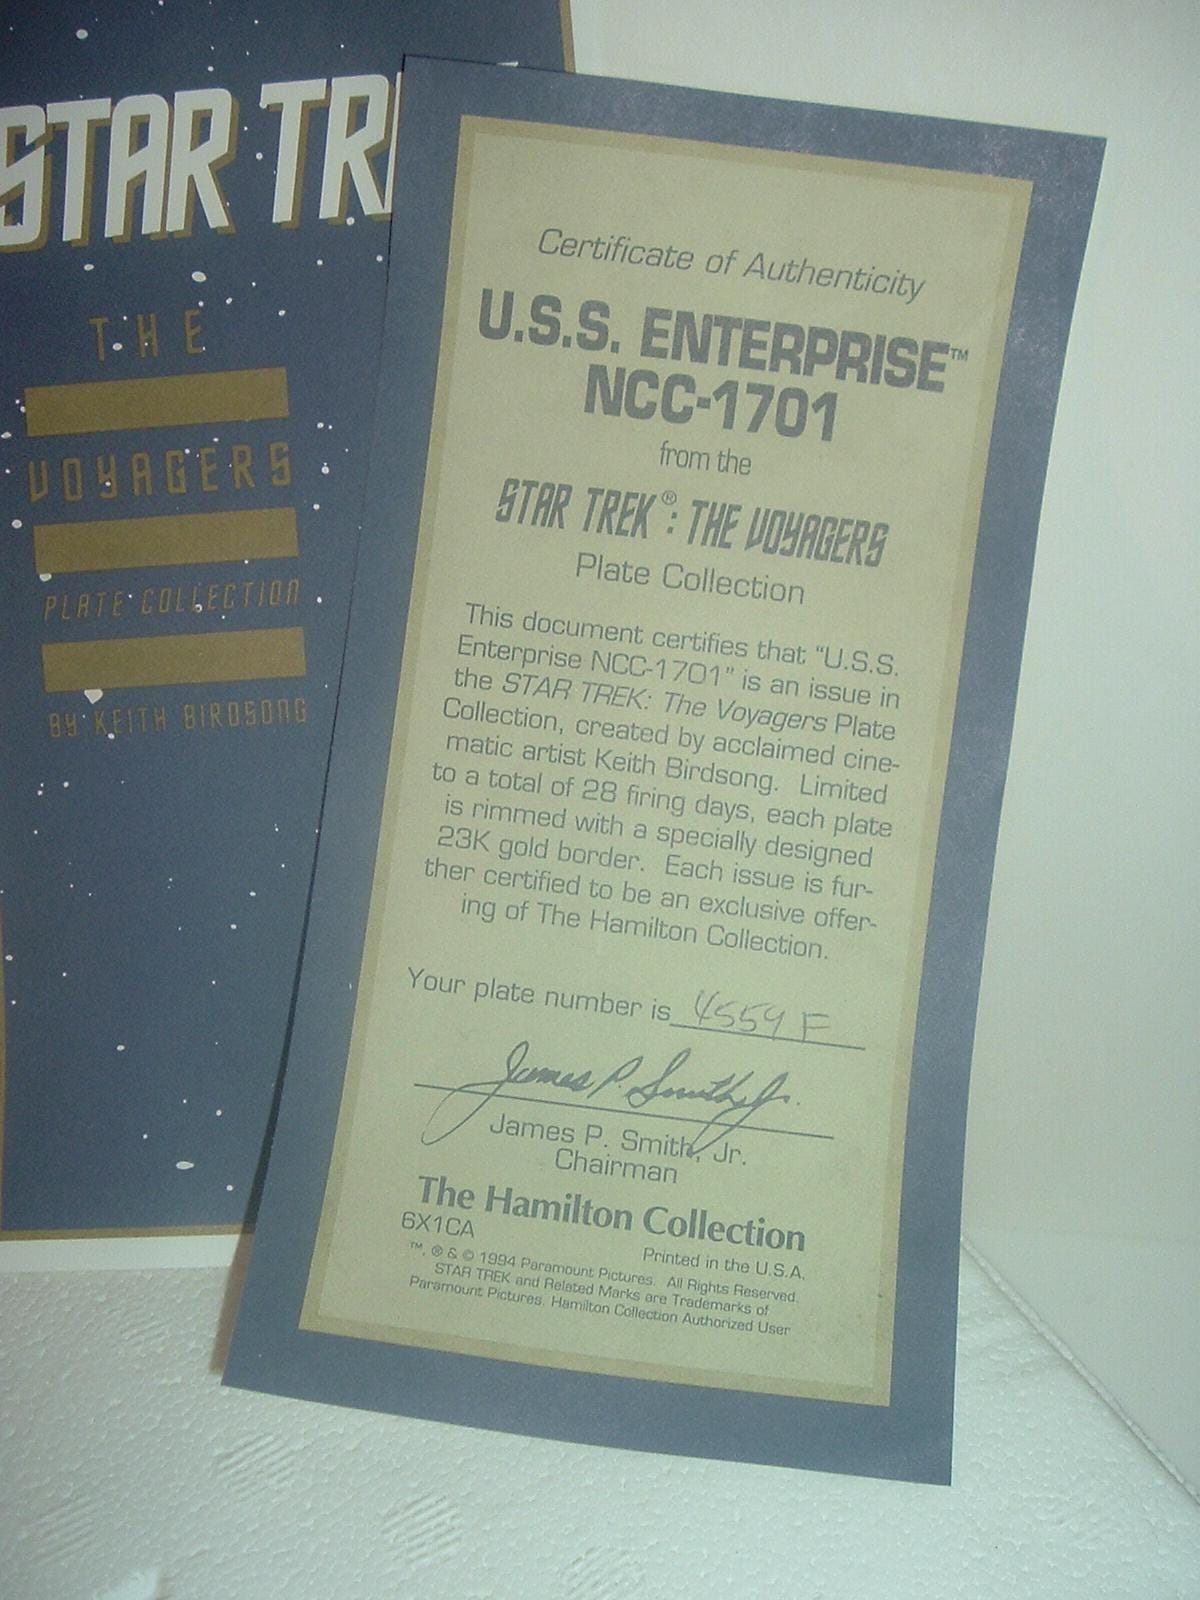 STAR TR
THE
VOYAGERS
PLATE COLLECTION
BY KEITH BIRDSONG
Certificate of Authenticity
U.S.S. ENTERPRISE™
NCC-1701
from the
STAR TREK®: THE VOYAGERS
Plate Collection
This document certifies that "U.S.S.
Enterprise NCC-1701" is an issue in
the STAR TREK: The Voyagers Plate
Collection, created by acclaimed cine-
matic artist Keith Birdsong. Limited
to a total of 28 firing days, each plate
is rimmed with a specially designed
23K gold border. Each issue is fur-
ther certified to be an exclusive offer-
ing of The Hamilton Collection.
Your plate number is 4559 F
James P. Smith, Jr.
James P. Smith, Jr.
Chairman
The Hamilton Collection
6X1CA
Printed in the U.S.A.
™, ® & © 1994 Paramount Pictures. All Rights Reserved.
STAR TREK and Related Marks are Trademarks of
Paramount Pictures. Hamilton Collection Authorized User